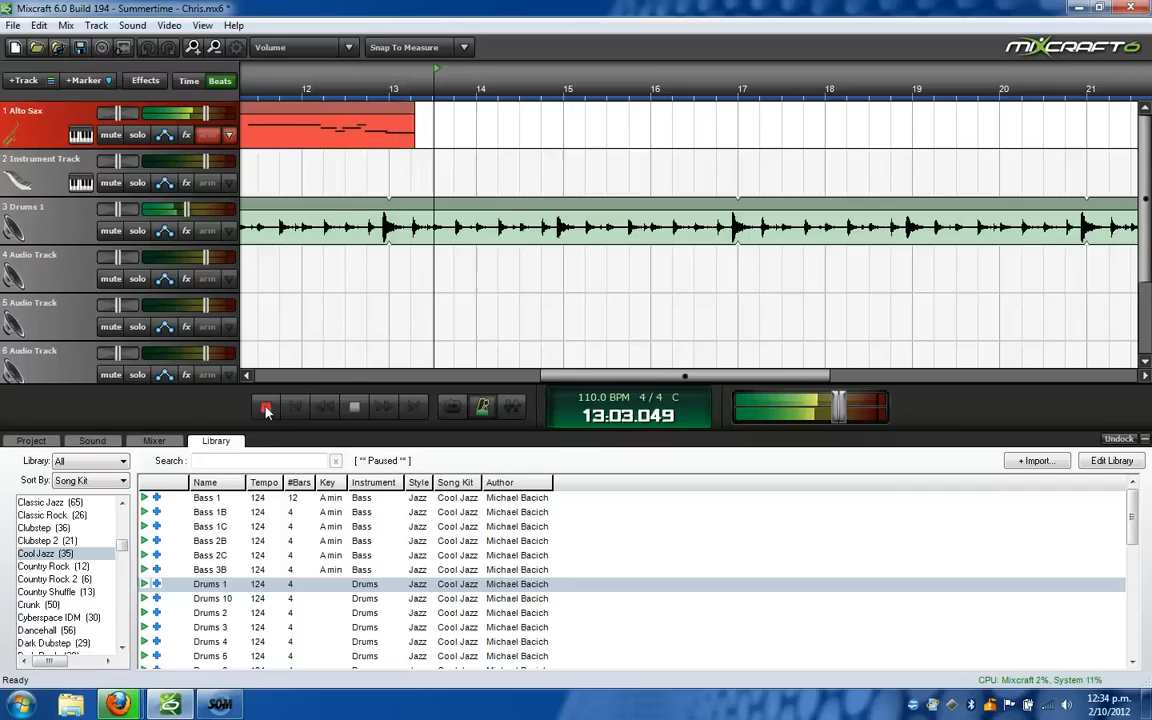 Mixcraft 6.0 Build 194 - Summertime - Chris.mx6 *
File Edit Mix Track Sound Video View Help
Volume Snap To Measure MIXCRAFT6
+Track +Marker Effects Time Beats
12 13 14 15 16 17 18 19 20 21
1 Alto Sax
mute solo fx arm
2 Instrument Track
mute solo fx arm
3 Drums 1
mute solo fx arm
4 Audio Track
mute solo fx arm
5 Audio Track
mute solo fx arm
6 Audio Track
mute solo fx arm
110.0 BPM 4 / 4 C
13:03.049
Project Sound Mixer Library Undock
Library: All Search : x [ ** Paused ** ] + Import... Edit Library
Sort By: Song Kit
Name Tempo #Bars Key Instrument Style Song Kit Author
Classic Jazz (65)
Classic Rock (26)
Clubstep (36)
Clubstep 2 (21)
Cool Jazz (35)
Country Rock (12)
Country Rock 2 (6)
Country Shuffle (13)
Crunk (50)
Cyberspace IDM (30)
Dancehall (56)
Dark Dubstep (29)
Bass 1 124 12 A min Bass Jazz Cool Jazz Michael Bacich
Bass 1B 124 4 A min Bass Jazz Cool Jazz Michael Bacich
Bass 1C 124 4 A min Bass Jazz Cool Jazz Michael Bacich
Bass 2B 124 4 A min Bass Jazz Cool Jazz Michael Bacich
Bass 2C 124 4 A min Bass Jazz Cool Jazz Michael Bacich
Bass 3B 124 4 A min Bass Jazz Cool Jazz Michael Bacich
Drums 1 124 4 Drums Jazz Cool Jazz Michael Bacich
Drums 10 124 4 Drums Jazz Cool Jazz Michael Bacich
Drums 2 124 4 Drums Jazz Cool Jazz Michael Bacich
Drums 3 124 4 Drums Jazz Cool Jazz Michael Bacich
Drums 4 124 4 Drums Jazz Cool Jazz Michael Bacich
Drums 5 124 4 Drums Jazz Cool Jazz Michael Bacich
Ready CPU: Mixcraft 2%, System 11%
SOM
12:34 p.m.
2/10/2012